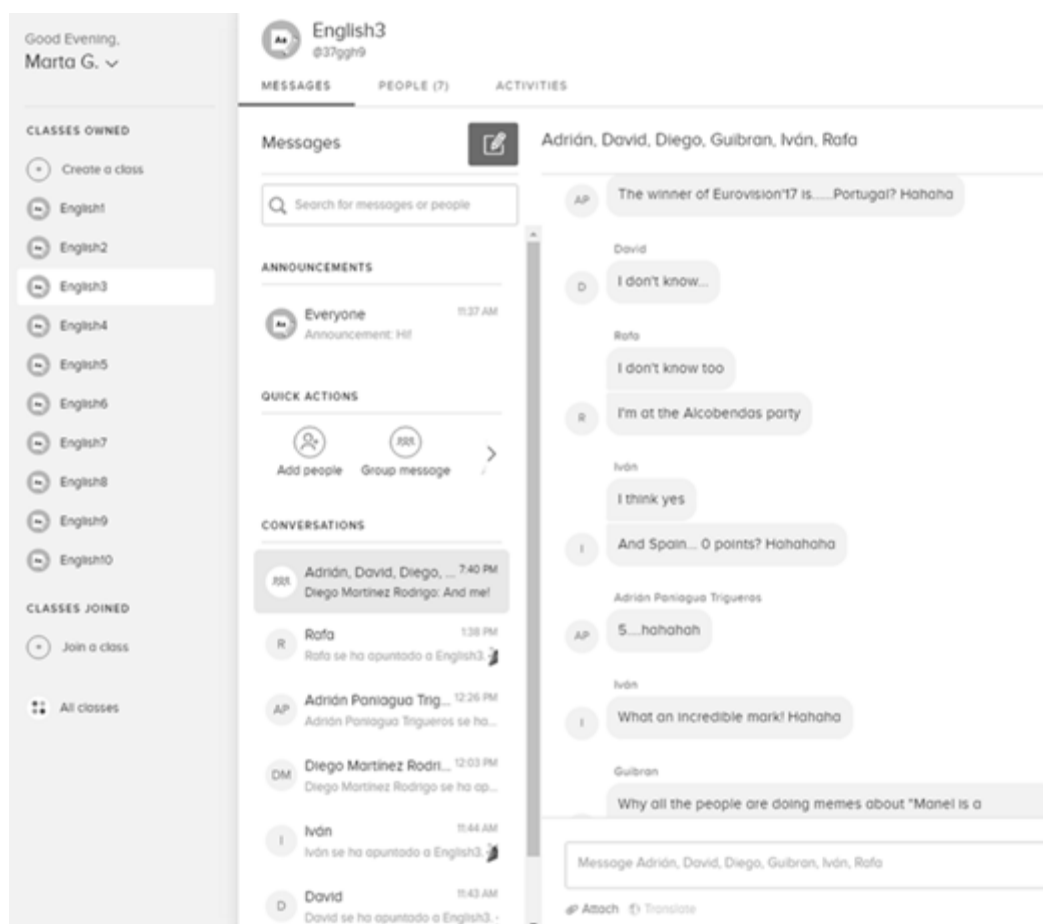 Good Evening,
Marta G.
CLASSES OWNED
Create a class
English1
English2
English3
English4
English5
English6
English7
English8
English9
English10
CLASSES JOINED
Join a class
All classes
Aa
English3
@37ggh9
MESSAGES
PEOPLE (7)
ACTIVITIES
Messages
Search for messages or people
ANNOUNCEMENTS
Aa
Everyone 11:37 AM
Announcement: Hi!
QUICK ACTIONS
Add people
Group message
CONVERSATIONS
Adrián, David, Diego, ... 7:40 PM
Diego Martínez Rodrigo: And me!
R
Rafa 1:38 PM
Rafa se ha apuntado a English3.
AP
Adrián Paniagua Trig... 12:26 PM
Adrián Paniagua Trigueros se ha...
DM
Diego Martínez Rodri... 12:03 PM
Diego Martínez Rodrigo se ha ap...
I
Iván 11:44 AM
Iván se ha apuntado a English3.
D
David 11:43 AM
David se ha apuntado a English3.
Adrián, David, Diego, Guibran, Iván, Rafa
AP
The winner of Eurovision'17 is......Portugal? Hahaha
David
D
I don't know...
Rafa
I don't know too
R
I'm at the Alcobendas party
Iván
I think yes
I
And Spain... 0 points? Hahahaha
Adrián Paniagua Trigueros
AP
5....hahahah
Iván
I
What an incredible mark! Hahaha
Guibran
Why all the people are doing memes about "Manel is a
Message Adrián, David, Diego, Guibran, Iván, Rafa
Attach
Translate